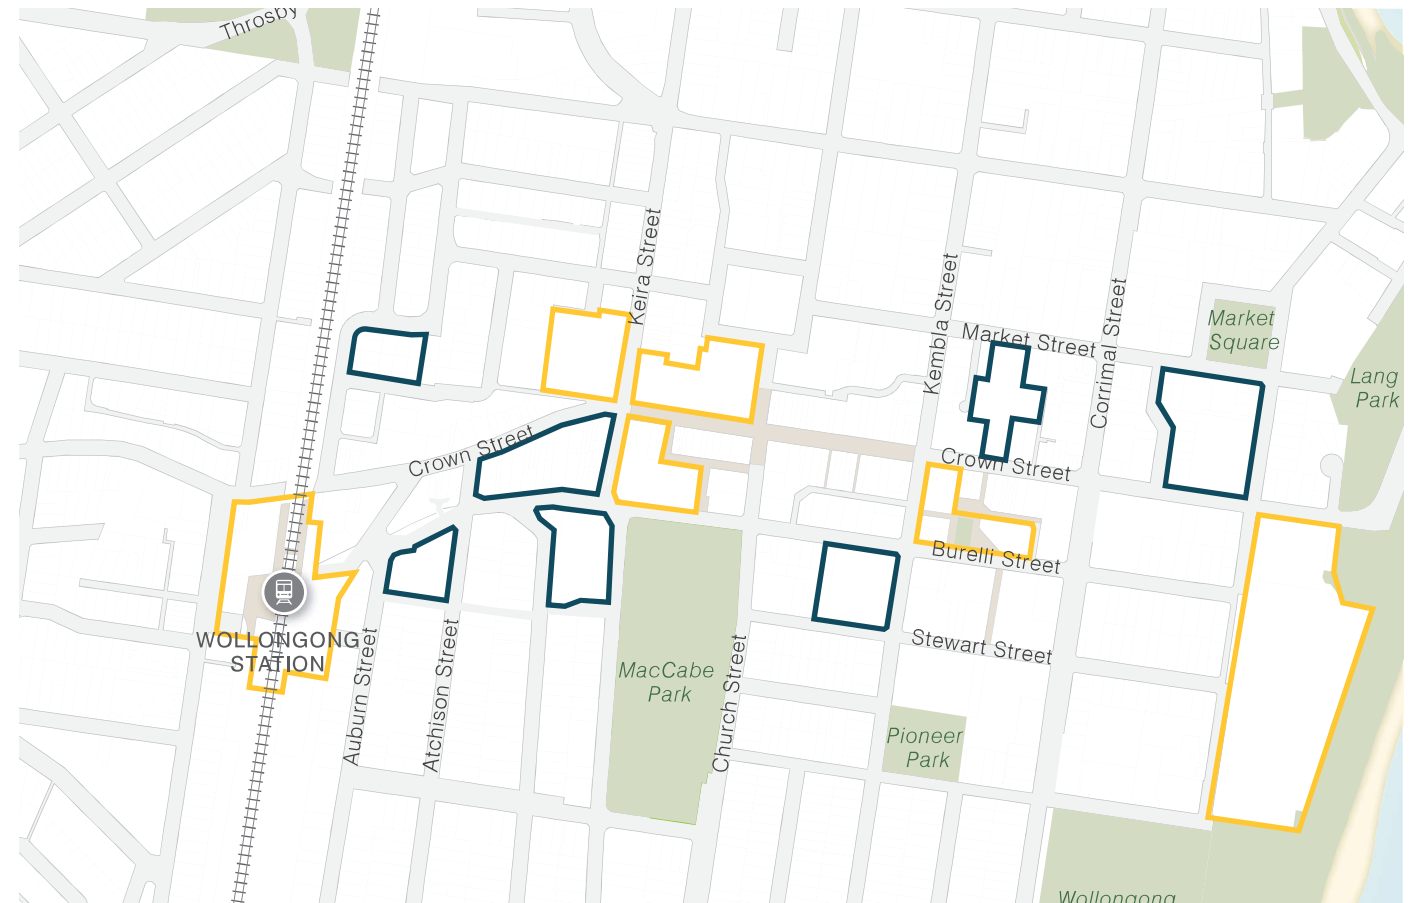 Throsby
Keira Street
Kembla Street
Corrimal Street
Market Street
Market
Square
Lang
Park
Crown Street
Crown Street
Burelli Street
Stewart Street
WOLLONGONG
STATION
Auburn Street
Atchison Street
MacCabe
Park
Church Street
Pioneer
Park
Wollongong